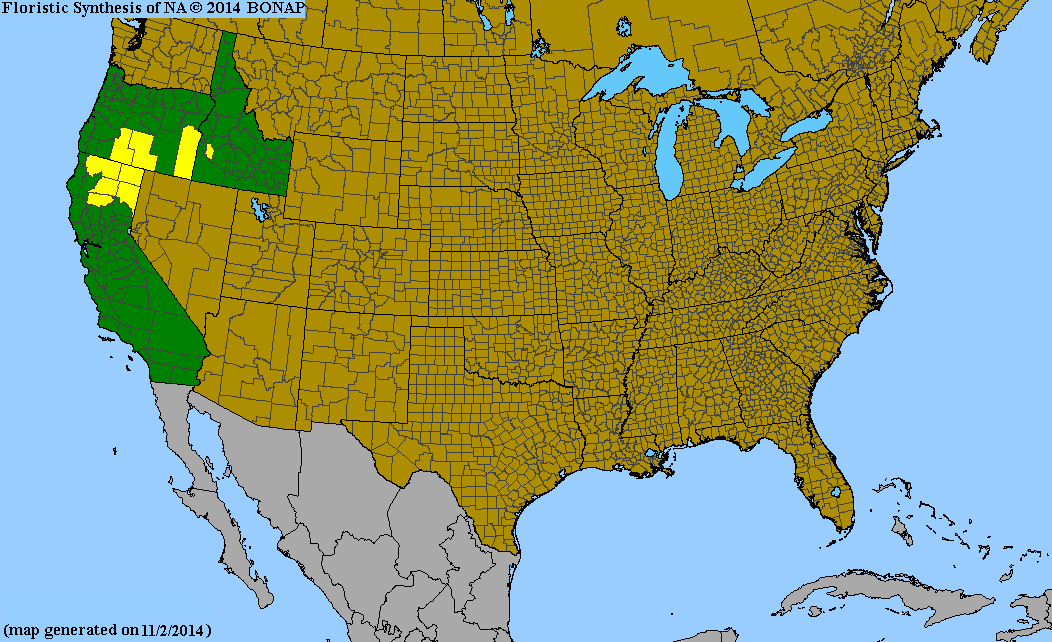 Floristic Synthesis of NA © 2014 BONAP
(map generated on 11/2/2014)